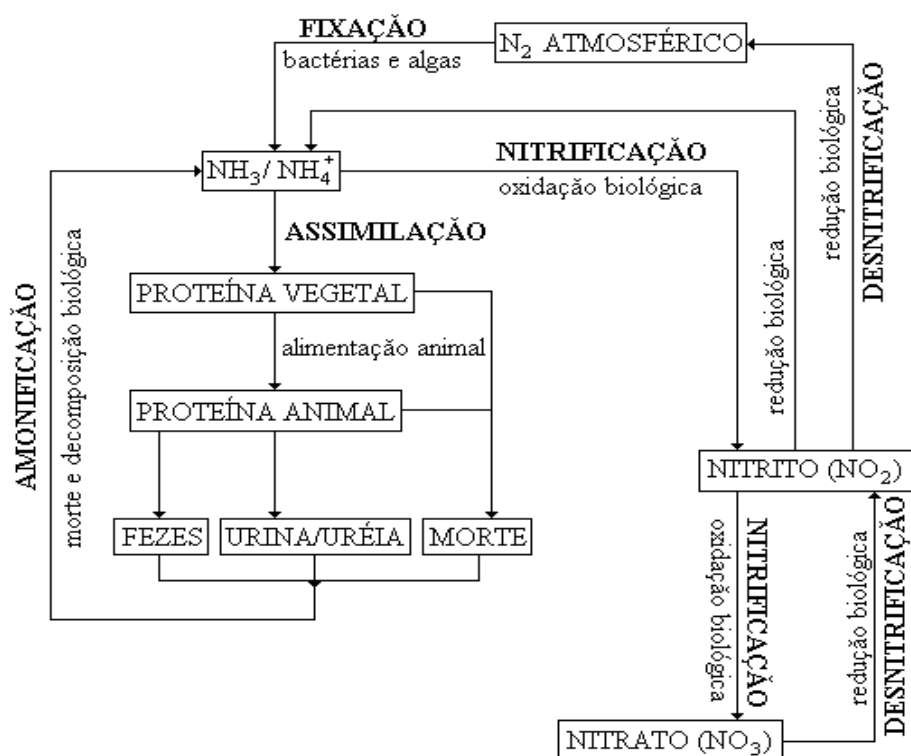 FIXAÇÃO
N₂ ATMOSFÉRICO
bactérias e algas
redução biológica
DESNITRIFICAÇÃO
NH₃/ NH₄⁺
NITRIFICAÇÃO
oxidação biológica
redução biológica
ASSIMILAÇÃO
PROTEÍNA VEGETAL
alimentação animal
PROTEÍNA ANIMAL
AMONIFICAÇÃO
morte e decomposição biológica
FEZES
URINA/URÉIA
MORTE
NITRITO (NO₂)
NITRIFICAÇÃO
oxidação biológica
redução biológica
DESNITRIFICAÇÃO
NITRATO (NO₃)